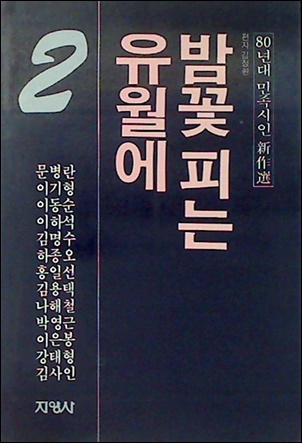 80년대 민족시인 新作選
편자 김정환
밤꽃 피는
유월에
2
문병란
이기형
이동순
이하석
김명수
하종오
홍일선
김용택
나해철
박영근
이은봉
강태형
김사인
지영사